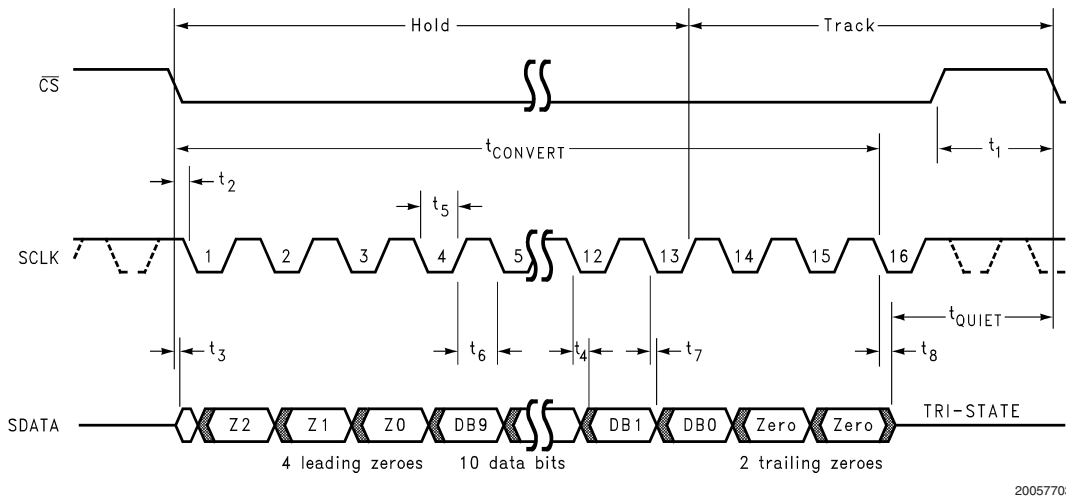 Hold Track
CS
tCONVERT t1
t2
t5
SCLK 1 2 3 4 5 12 13 14 15 16
tQUIET
t3 t6 t4 t7 t8
SDATA Z2 Z1 Z0 DB9 DB1 DB0 Zero Zero TRI-STATE
4 leading zeroes 10 data bits 2 trailing zeroes